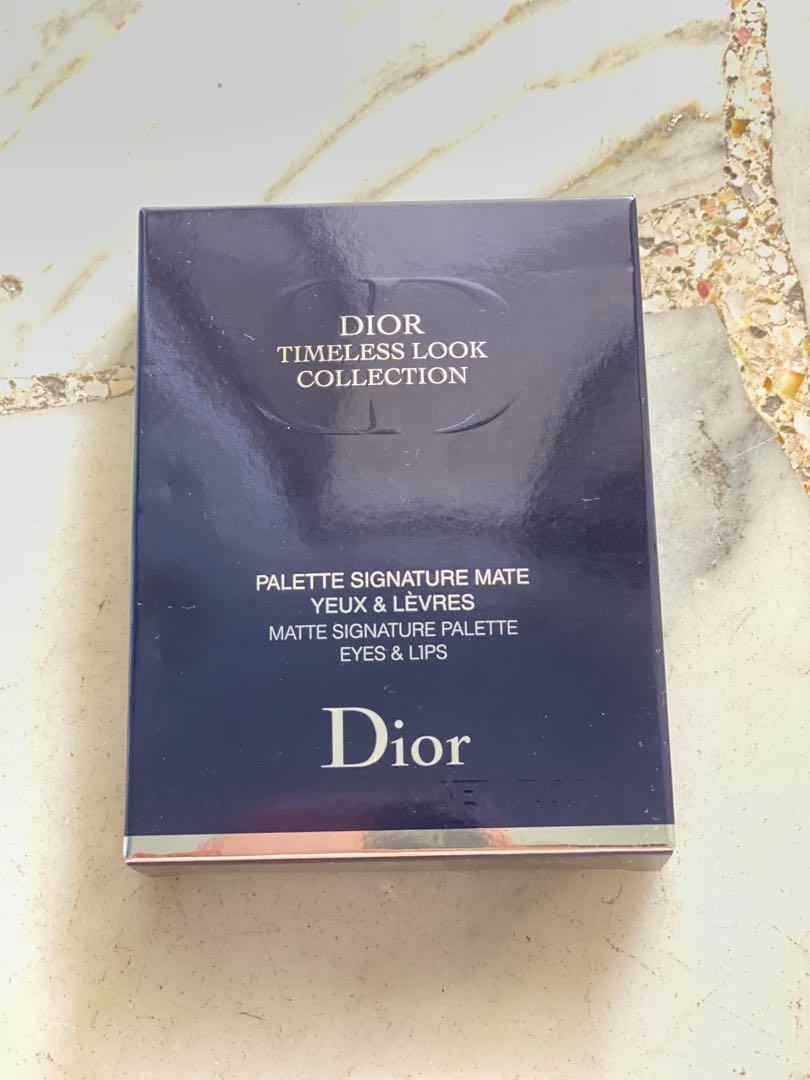 DIOR
TIMELESS LOOK
COLLECTION
PALETTE SIGNATURE MATE
YEUX & LÈVRES
MATTE SIGNATURE PALETTE
EYES & LIPS
Dior